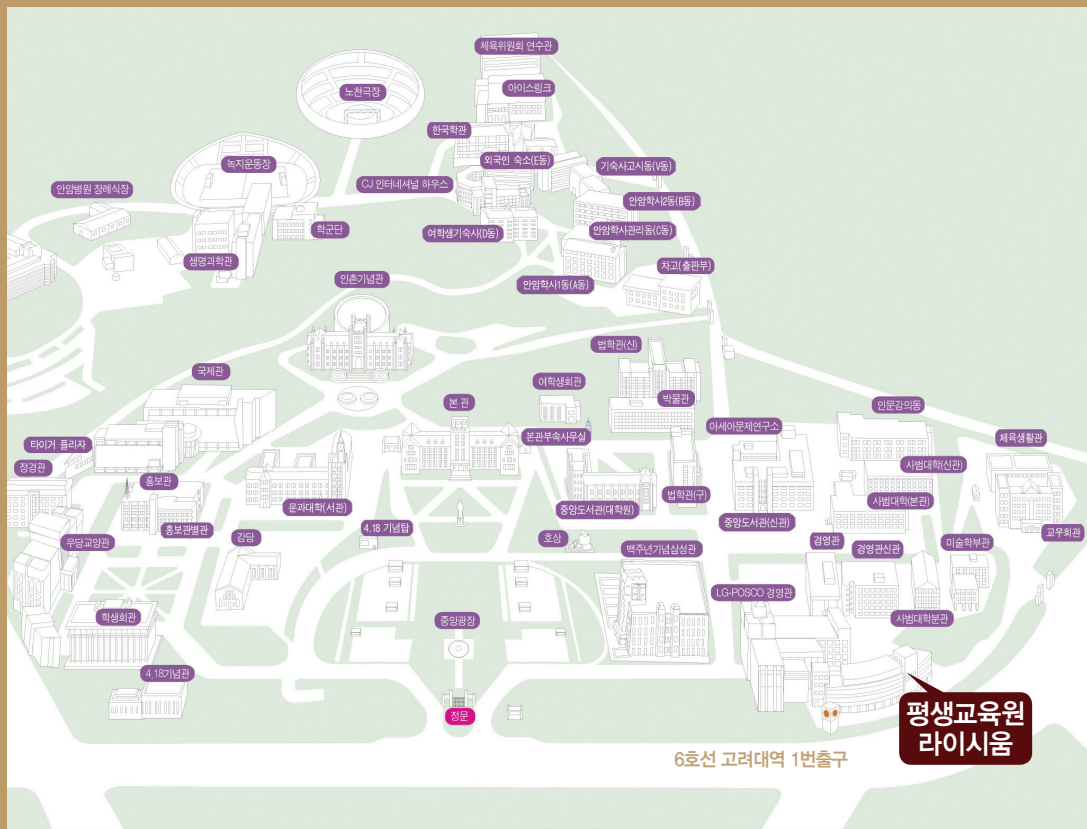 체육위원회 연수관
노천극장
아이스링크
한국학관
녹지운동장
외국인 숙소(E동)
기숙사고시동(V동)
CJ 인터네셔널 하우스
안암병원 장례식장
안암학사2동(B동)
학군단
여학생기숙사(D동)
안암학사관리동(C동)
생명과학관
차고(출판부)
인촌기념관
안암학사1동(A동)
법학관(신)
국제관
여학생회관
본 관
박물관
인문강의동
아세아문제연구소
본관부속사무실
타이거 플라자
체육생활관
정경관
사범대학(신관)
홍보관
법학관(구)
사범대학(본관)
문과대학(서관)
중앙도서관(대학원)
중앙도서관(신관)
홍보관별관
4.18 기념탑
교우회관
강당
호상
경영관
우당교양관
백주년기념삼성관
경영관신관
미술학부관
LG-POSCO 경영관
학생회관
중앙광장
사범대학분관
4.18기념관
정문
평생교육원
라이시움
6호선 고려대역 1번출구